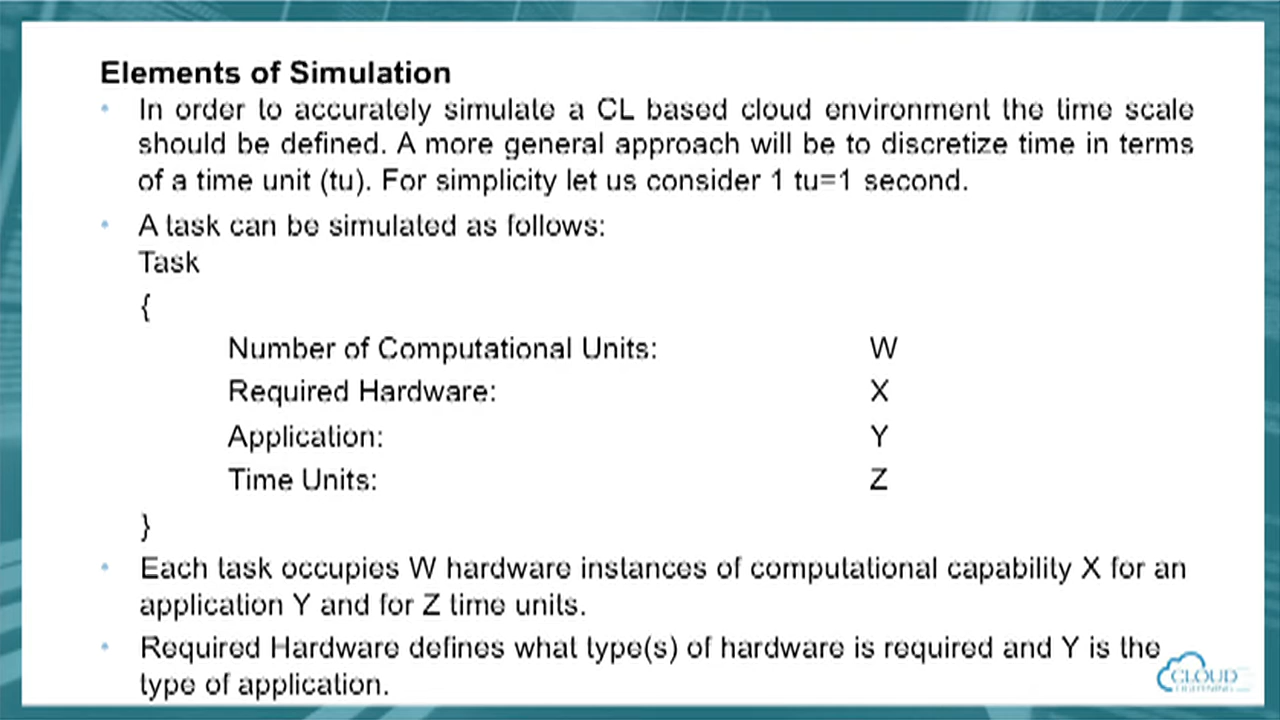 Elements of Simulation
• In order to accurately simulate a CL based cloud environment the time scale
should be defined. A more general approach will be to discretize time in terms
of a time unit (tu). For simplicity let us consider 1 tu=1 second.
• A task can be simulated as follows:
Task
{
Number of Computational Units: W
Required Hardware: X
Application: Y
Time Units: Z
}
• Each task occupies W hardware instances of computational capability X for an
application Y and for Z time units.
• Required Hardware defines what type(s) of hardware is required and Y is the
type of application.
CLOUD
LIGHTNING